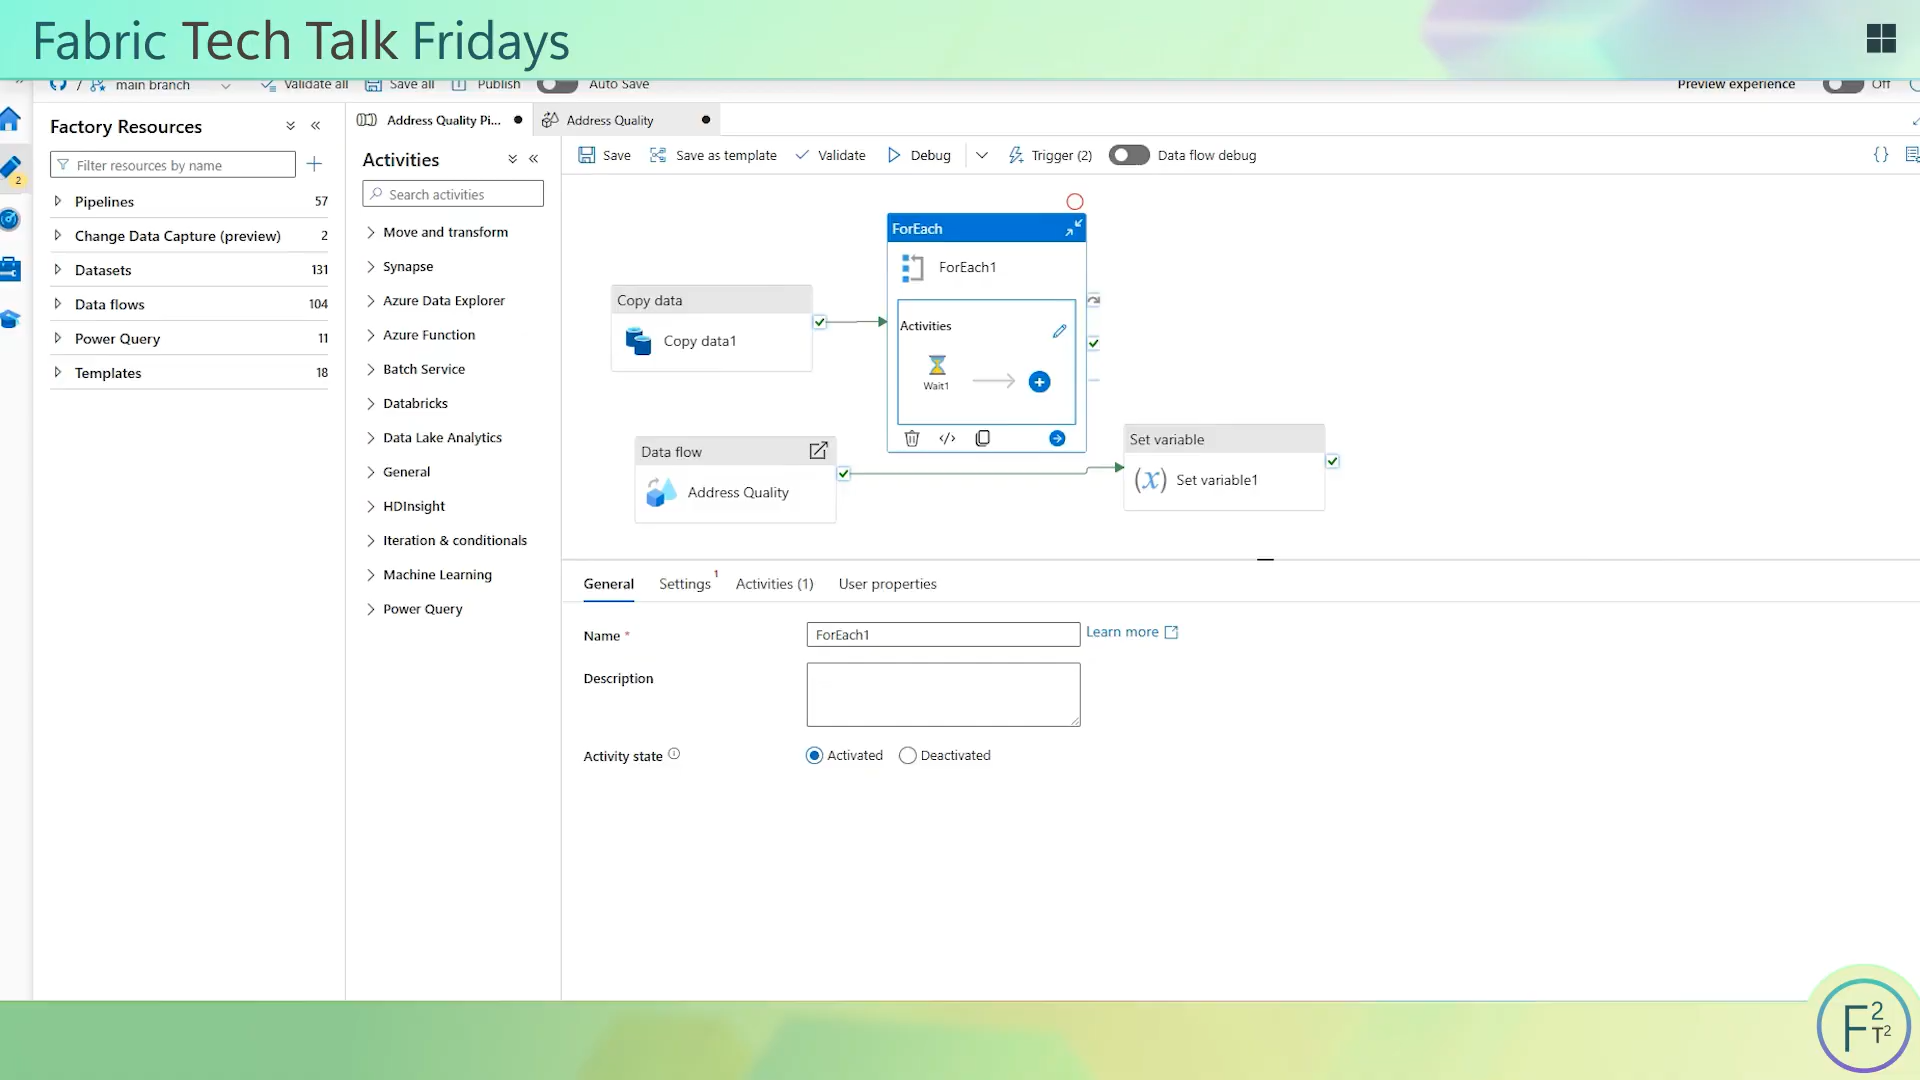 Fabric Tech Talk Fridays
/ main branch Validate all Save all Publish Auto Save Preview experience Off
Factory Resources
Filter resources by name
Pipelines 57
Change Data Capture (preview) 2
Datasets 131
Data flows 104
Power Query 11
Templates 18
2
Address Quality Pi...
Address Quality
Activities
Search activities
Move and transform
Synapse
Azure Data Explorer
Azure Function
Batch Service
Databricks
Data Lake Analytics
General
HDInsight
Iteration & conditionals
Machine Learning
Power Query
Save Save as template Validate Debug Trigger (2) Data flow debug {}
Copy data
Copy data1
ForEach
ForEach1
Activities
Wait1
</>
Data flow
Address Quality
Set variable
(x) Set variable1
General Settings 1 Activities (1) User properties
Name * ForEach1 Learn more
Description
Activity state Activated Deactivated
F2T2